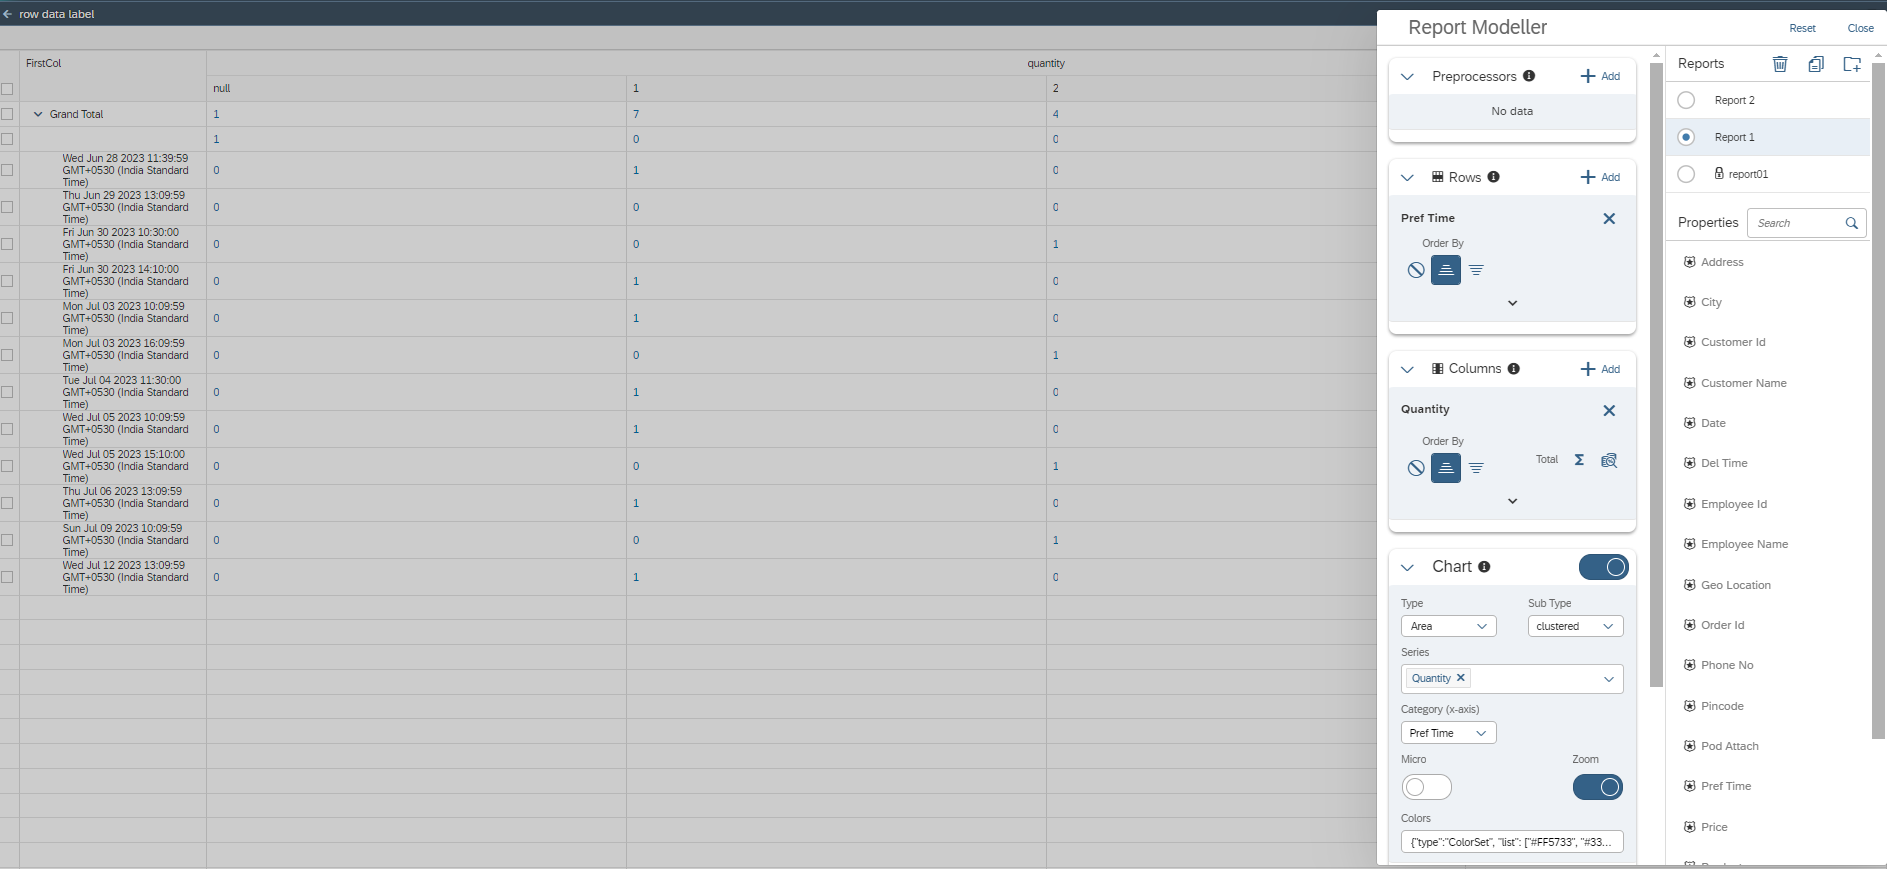 row data label
FirstCol
quantity
null
1
2
Grand Total
1
7
4
1
0
0
Wed Jun 28 2023 11:39:59
GMT+0530 (India Standard
Time)
0
1
0
Thu Jun 29 2023 13:09:59
GMT+0530 (India Standard
Time)
0
0
0
Fri Jun 30 2023 10:30:00
GMT+0530 (India Standard
Time)
0
0
1
Fri Jun 30 2023 14:10:00
GMT+0530 (India Standard
Time)
0
1
0
Mon Jul 03 2023 10:09:59
GMT+0530 (India Standard
Time)
0
1
0
Mon Jul 03 2023 16:09:59
GMT+0530 (India Standard
Time)
0
0
1
Tue Jul 04 2023 11:30:00
GMT+0530 (India Standard
Time)
0
1
0
Wed Jul 05 2023 10:09:59
GMT+0530 (India Standard
Time)
0
1
0
Wed Jul 05 2023 15:10:00
GMT+0530 (India Standard
Time)
0
0
1
Thu Jul 06 2023 13:09:59
GMT+0530 (India Standard
Time)
0
1
0
Sun Jul 09 2023 10:09:59
GMT+0530 (India Standard
Time)
0
0
1
Wed Jul 12 2023 13:09:59
GMT+0530 (India Standard
Time)
0
1
0
Report Modeller
Reset
Close
Preprocessors
Add
No data
Rows
Add
Pref Time
Order By
Columns
Add
Quantity
Order By
Total
Chart
Type
Sub Type
Area
clustered
Series
Quantity
Category (x-axis)
Pref Time
Micro
Zoom
Colors
{"type":"ColorSet", "list": ["#FF5733", "#33...
Reports
Report 2
Report 1
report01
Properties
Search
Address
City
Customer Id
Customer Name
Date
Del Time
Employee Id
Employee Name
Geo Location
Order Id
Phone No
Pincode
Pod Attach
Pref Time
Price